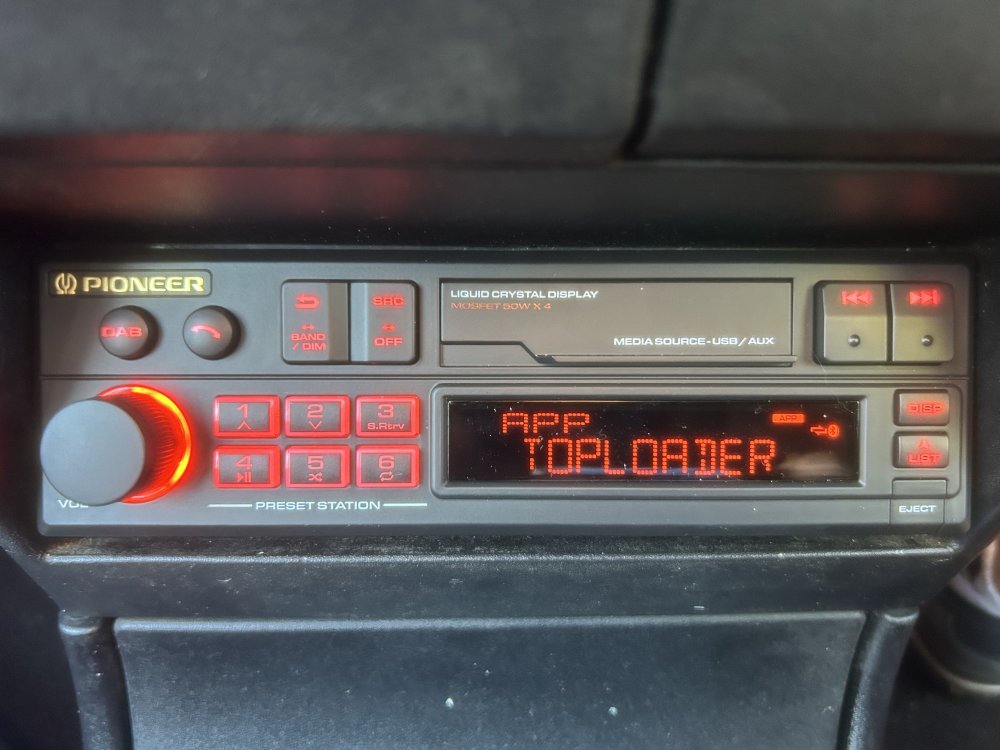 PIONEER
LIQUID CRYSTAL DISPLAY
MOSFET 50W X 4
MEDIA SOURCE-USB/AUX
DAB
BAND
/ DIM
SRC
OFF
1
2
3
S.Rtrv
4
5
6
PRESET STATION
APP
APP
TOPLOADER
DISP
LIST
EJECT